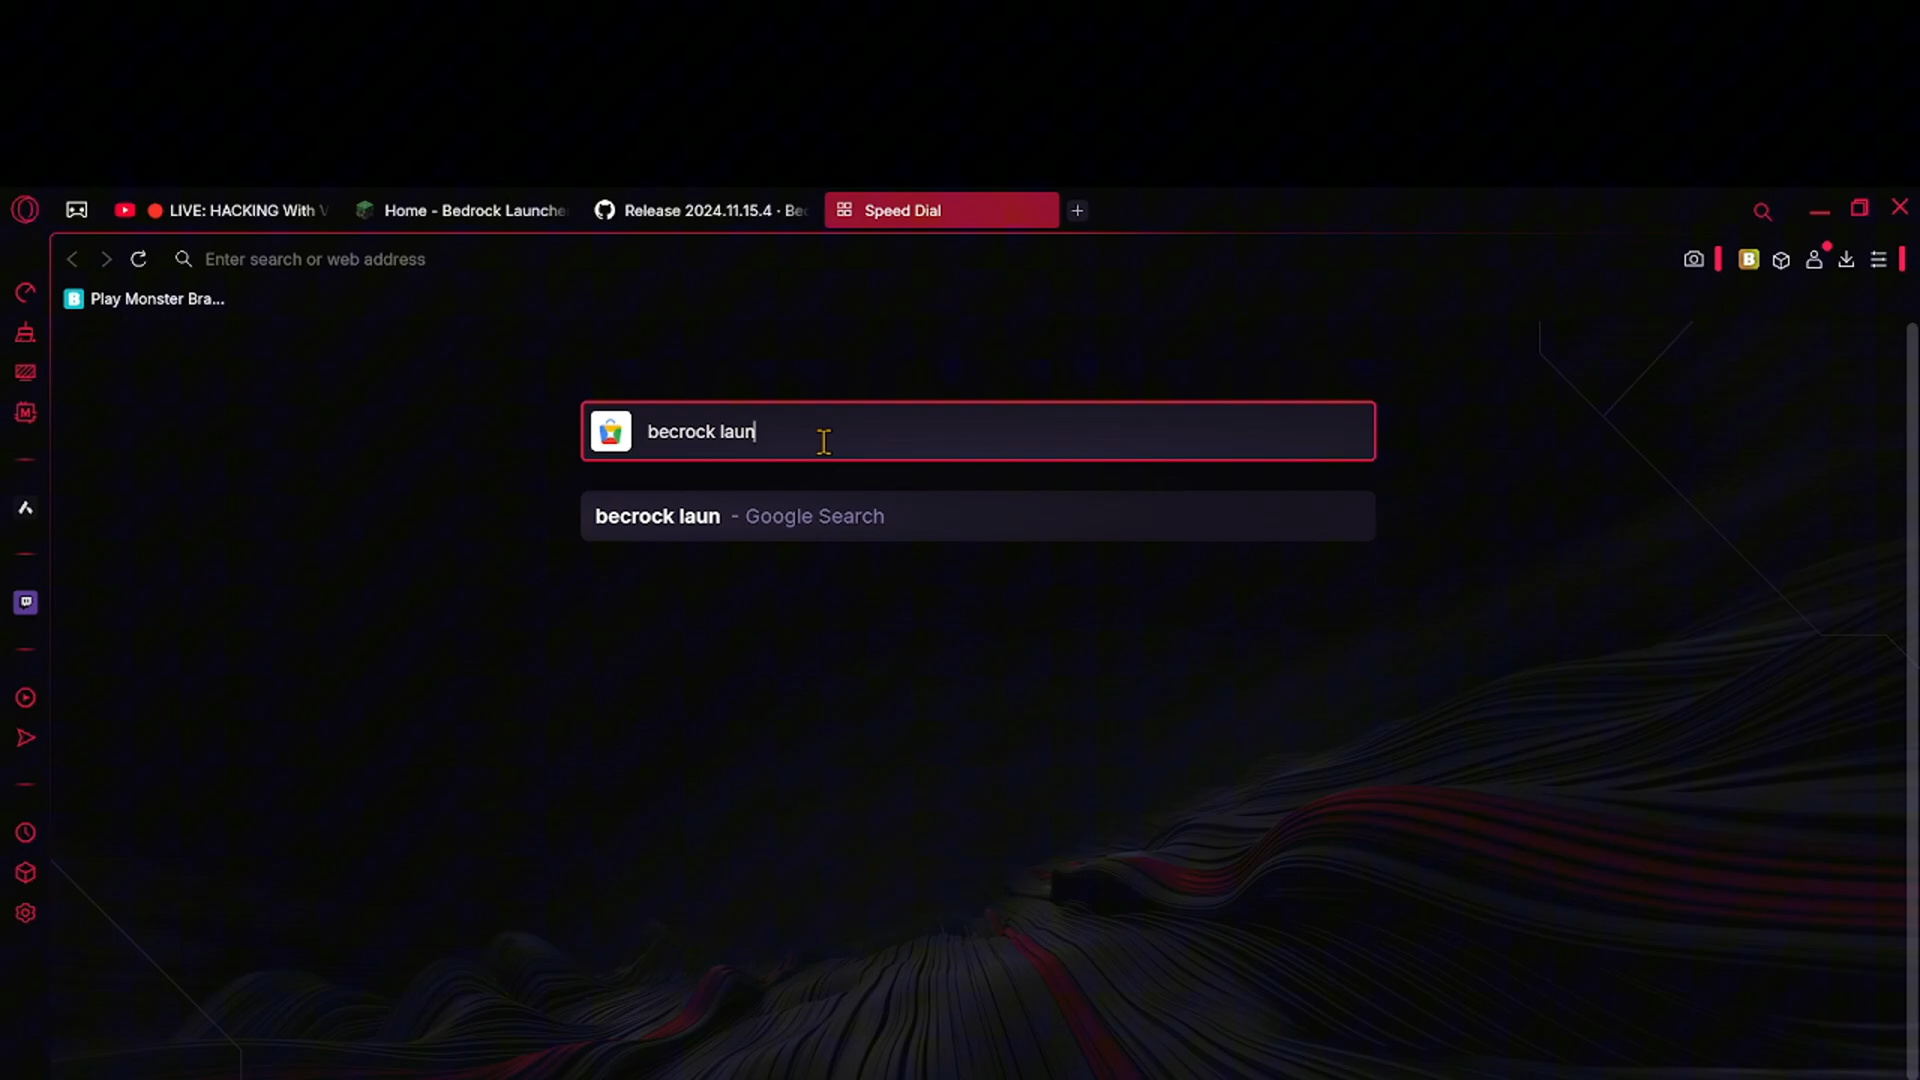 LIVE: HACKING With V
Home - Bedrock Launche
Release 2024.11.15.4 · Bec
Speed Dial
Enter search or web address
B
B Play Monster Bra...
M
becrock laun
becrock laun - Google Search